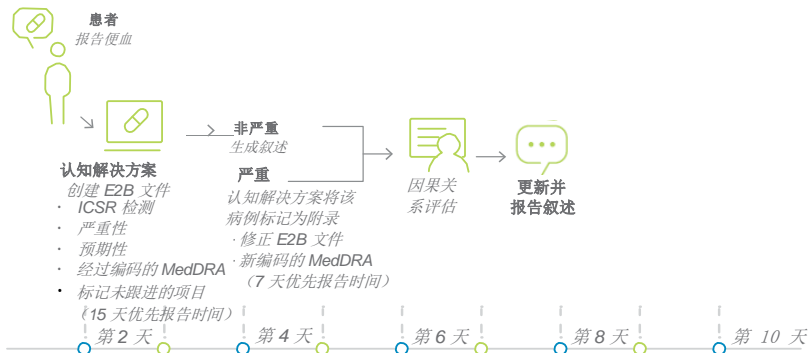 患者
报告便血
认知解决方案
创建 E2B 文件
· ICSR 检测
· 严重性
· 预期性
· 经过编码的 MedDRA
· 标记未跟进的项目
（15 天优先报告时间）
非严重
生成叙述
严重
认知解决方案将该
病例标记为附录
· 修正 E2B 文件
· 新编码的 MedDRA
（7 天优先报告时间）
因果关
系评估
更新并
报告叙述
第 2 天
第 4 天
第 6 天
第 8 天
第 10 天